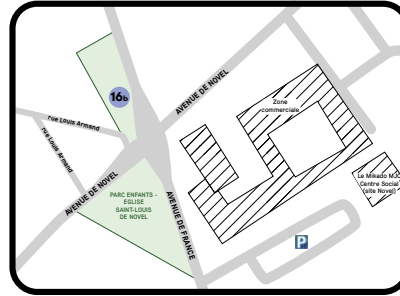 16b
AVENUE DE NOVEL
Zone
commerciale
rue Louis Armand
rue Louis Armand
Le Mikado MJC
Centre Social
(site Novel)
AVENUE DE NOVEL
PARC ENFANTS -
EGLISE
SAINT-LOUIS
DE NOVEL
AVENUE DE FRANCE
P